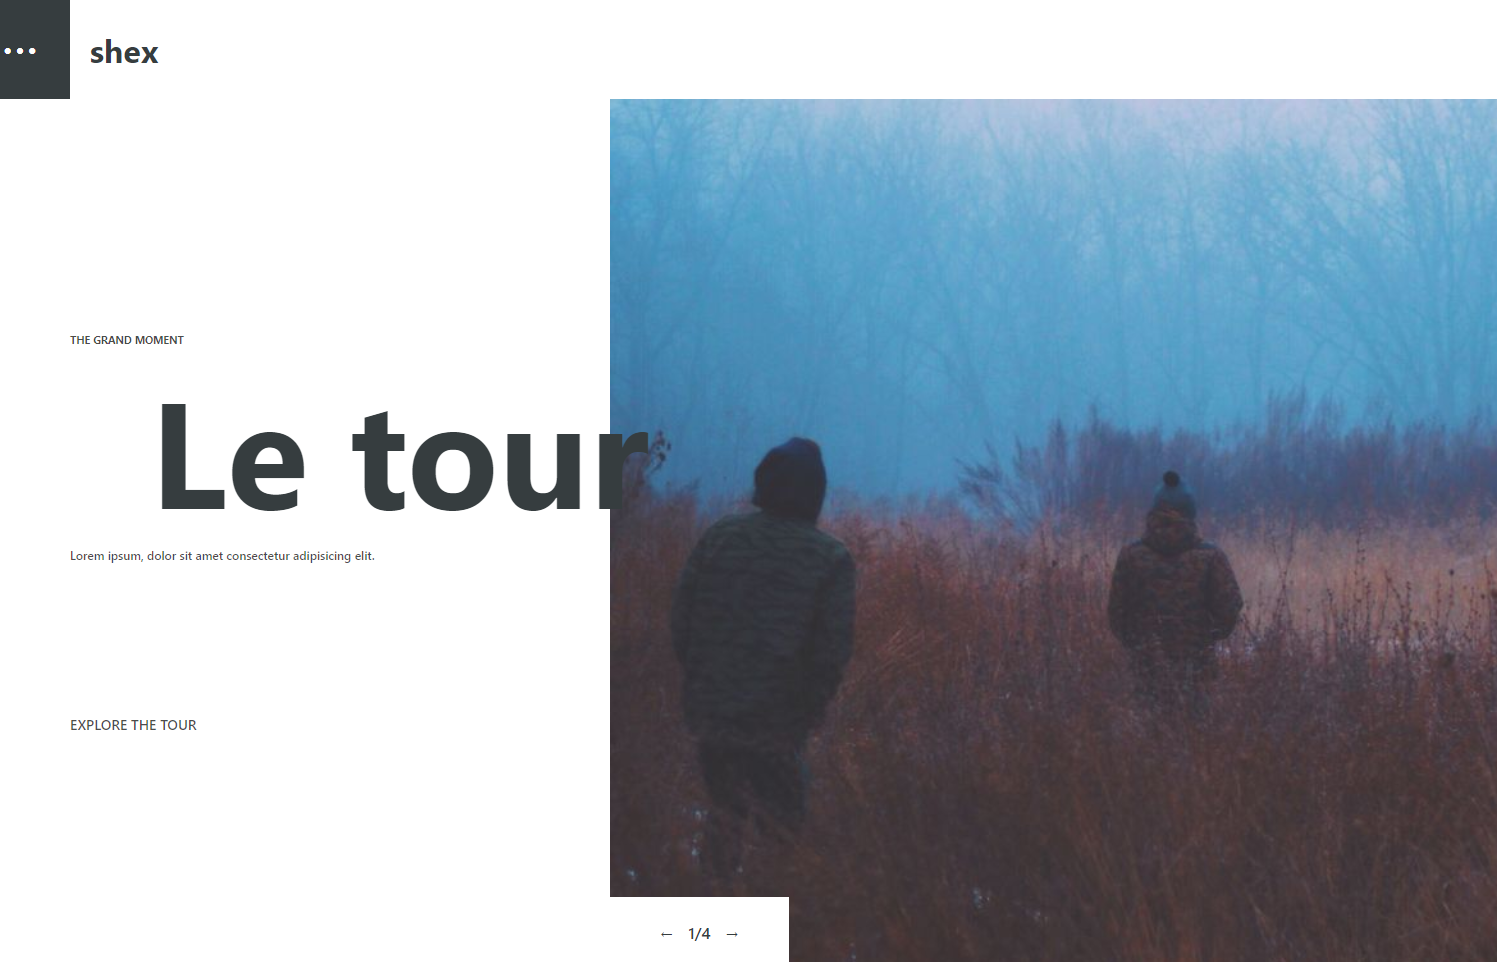 shex
THE GRAND MOMENT
Le tour
Lorem ipsum, dolor sit amet consectetur adipisicing elit.
EXPLORE THE TOUR
← 1/4 →